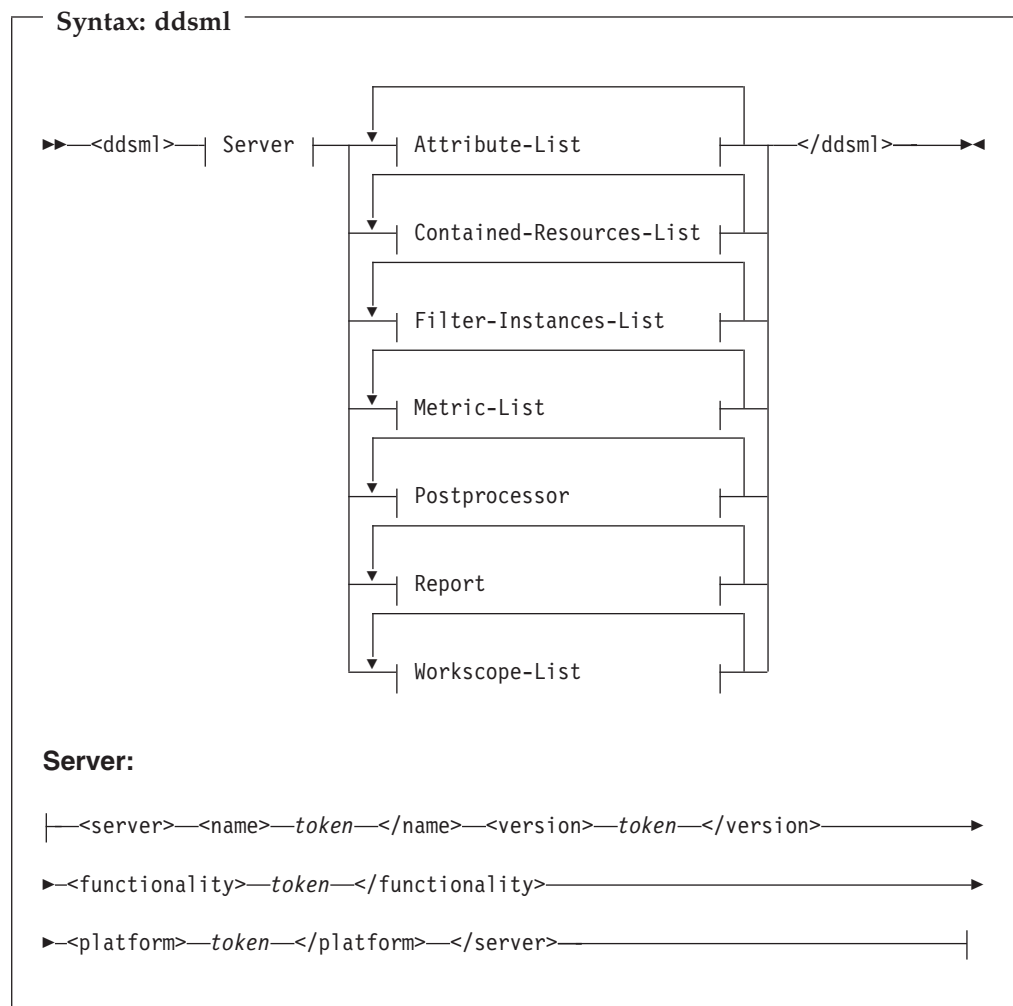 Syntax: ddsml
<ddsml> Server Attribute-List </ddsml>
Contained-Resources-List
Filter-Instances-List
Metric-List
Postprocessor
Report
Workscope-List
Server:
<server> <name> token </name> <version> token </version>
<functionality> token </functionality>
<platform> token </platform> </server>